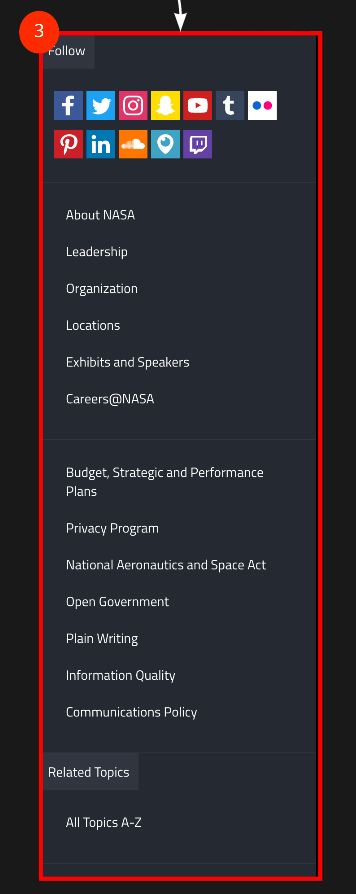 3
Follow
About NASA
Leadership
Organization
Locations
Exhibits and Speakers
Careers@NASA
Budget, Strategic and Performance
Plans
Privacy Program
National Aeronautics and Space Act
Open Government
Plain Writing
Information Quality
Communications Policy
Related Topics
All Topics A-Z